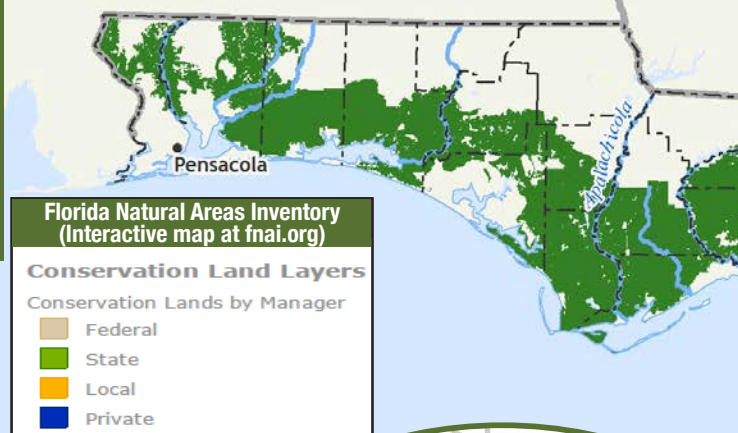 Apalachicola
Pensacola
Florida Natural Areas Inventory
(Interactive map at fnai.org)
Conservation Land Layers
Conservation Lands by Manager
Federal
State
Local
Private